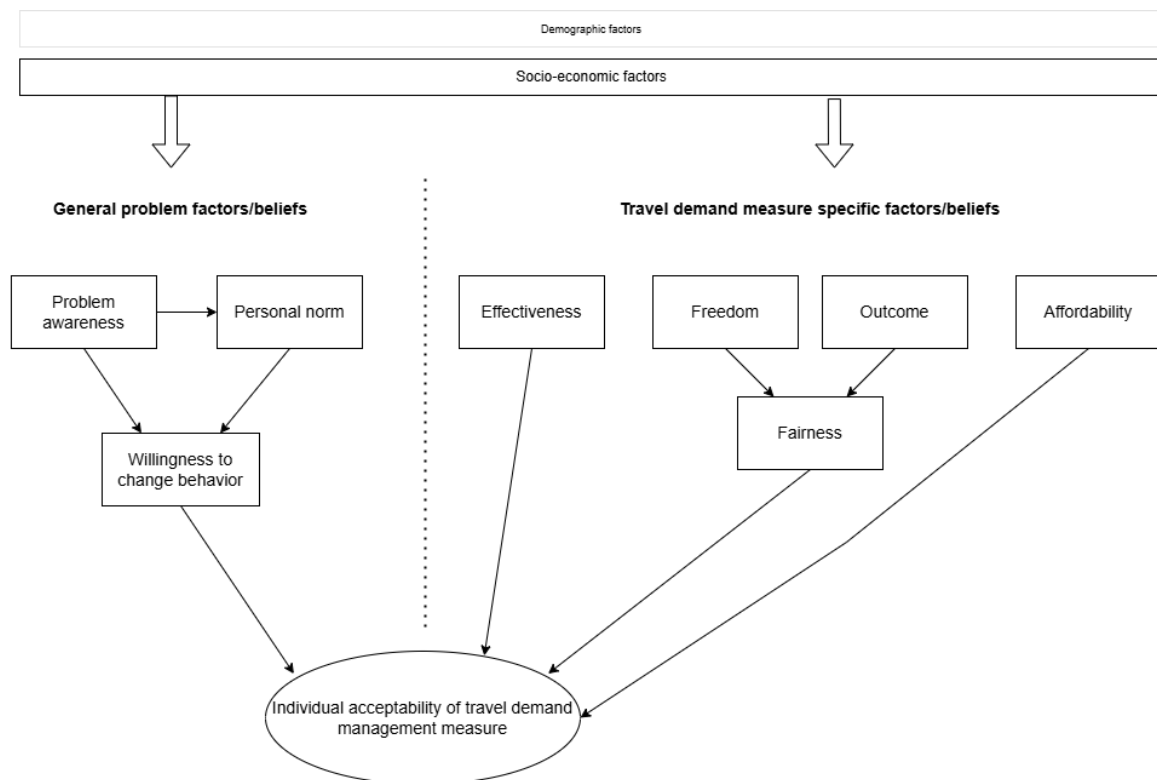 Demographic factors
Socio-economic factors
General problem factors/beliefs
Travel demand measure specific factors/beliefs
Problem
awareness
Personal norm
Effectiveness
Freedom
Outcome
Affordability
Fairness
Willingness to
change behavior
Individual acceptability of travel demand
management measure